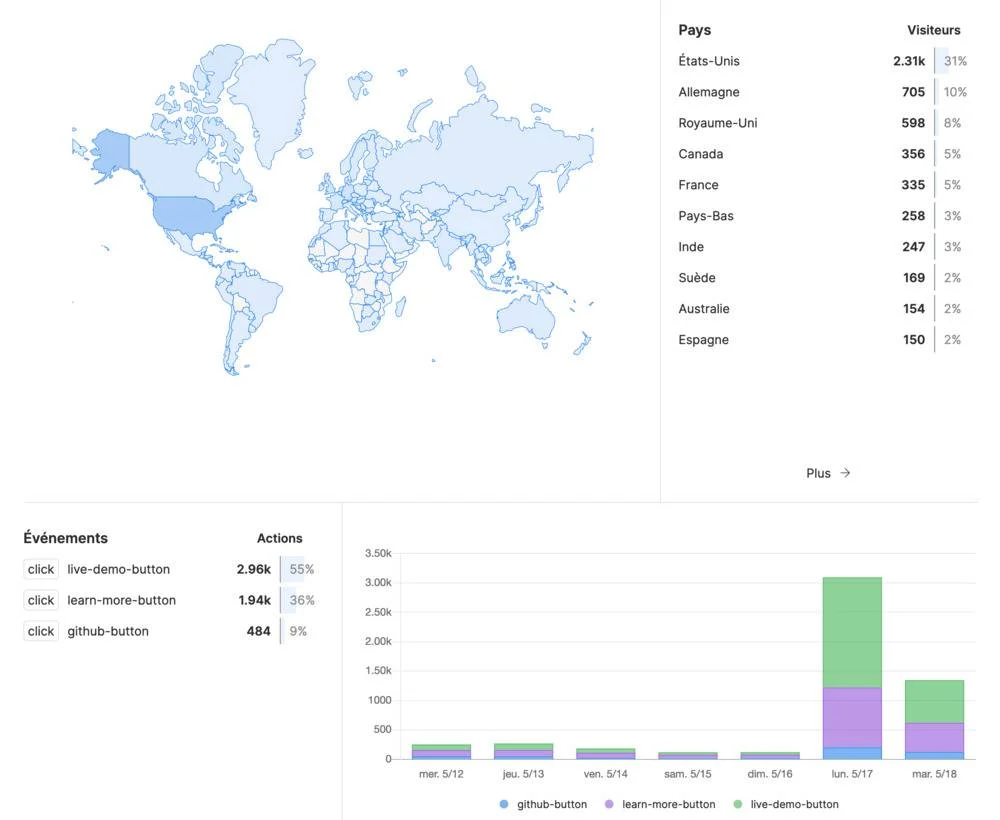 Pays Visiteurs
États-Unis 2.31k 31%
Allemagne 705 10%
Royaume-Uni 598 8%
Canada 356 5%
France 335 5%
Pays-Bas 258 3%
Inde 247 3%
Suède 169 2%
Australie 154 2%
Espagne 150 2%
Plus →
Événements Actions
click live-demo-button 2.96k 55%
click learn-more-button 1.94k 36%
click github-button 484 9%
3.50k
3.00k
2.50k
2.00k
1.50k
1000
500
0
mer. 5/12 jeu. 5/13 ven. 5/14 sam. 5/15 dim. 5/16 lun. 5/17 mar. 5/18
github-button learn-more-button live-demo-button